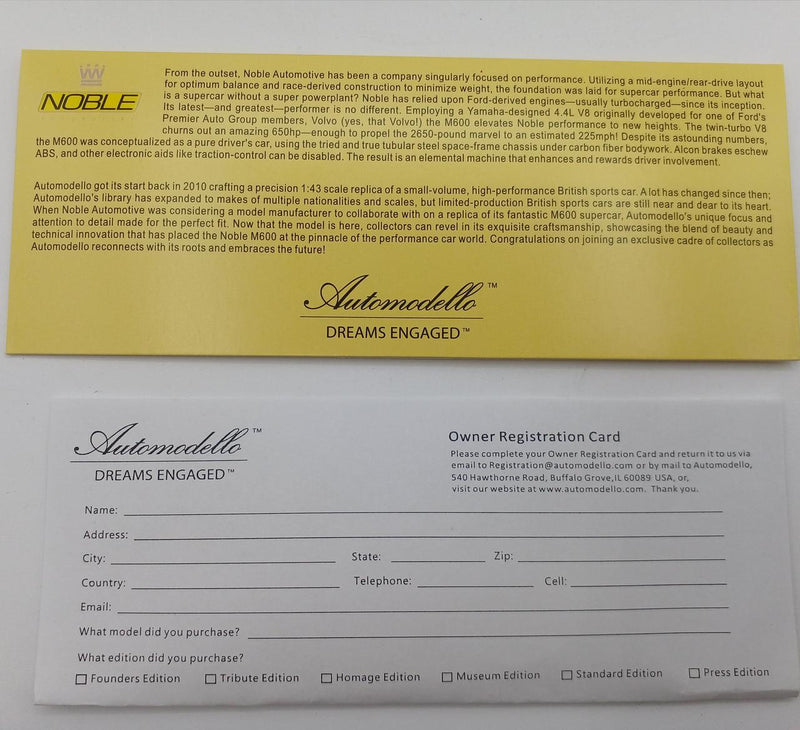 NOBLE
From the outset, Noble Automotive has been a company singularly focused on performance. Utilizing a mid-engine/rear-drive layout
for optimum balance and race-derived construction to minimize weight, the foundation was laid for supercar performance. But what
is a supercar without a super powerplant? Noble has relied upon Ford-derived engines—usually turbocharged—since its inception.
Its latest—and greatest—performer is no different. Employing a Yamaha-designed 4.4L V8 originally developed for one of Ford's
Premier Auto Group members, Volvo (yes, that Volvo!) the M600 elevates Noble performance to new heights. The twin-turbo V8
churns out an amazing 650hp—enough to propel the 2650-pound marvel to an estimated 225mph! Despite its astounding numbers,
the M600 was conceptualized as a pure driver's car, using the tried and true tubular steel space-frame chassis under carbon fiber bodywork. Alcon brakes eschew
ABS, and other electronic aids like traction-control can be disabled. The result is an elemental machine that enhances and rewards driver involvement.
Automodello got its start back in 2010 crafting a precision 1:43 scale replica of a small-volume, high-performance British sports car. A lot has changed since then;
Automodello's library has expanded to makes of multiple nationalities and scales, but limited-production British sports cars are still near and dear to its heart.
When Noble Automotive was considering a model manufacturer to collaborate with on a replica of its fantastic M600 supercar, Automodello's unique focus and
attention to detail made for the perfect fit. Now that the model is here, collectors can revel in its exquisite craftsmanship, showcasing the blend of beauty and
technical innovation that has placed the Noble M600 at the pinnacle of the performance car world. Congratulations on joining an exclusive cadre of collectors as
Automodello reconnects with its roots and embraces the future!
Automodello™
DREAMS ENGAGED™
Automodello™
DREAMS ENGAGED™
Owner Registration Card
Please complete your Owner Registration Card and return it to us via
email to Registration@automodello.com or by mail to Automodello,
540 Hawthorne Road, Buffalo Grove,IL 60089 USA, or,
visit our website at www.automodello.com. Thank you.
Name:
Address:
City: State: Zip:
Country: Telephone: Cell:
Email:
What model did you purchase?
What edition did you purchase?
Founders Edition Tribute Edition Homage Edition Museum Edition Standard Edition Press Edition